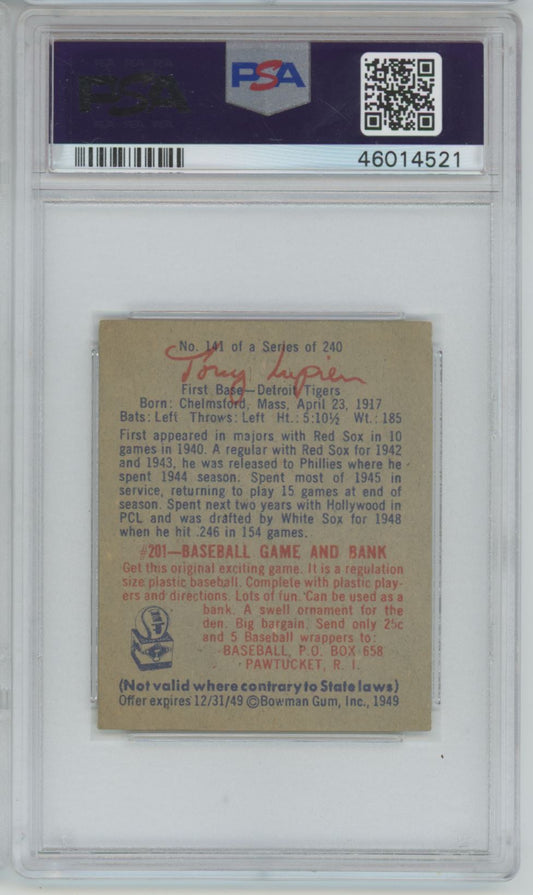 PSA
PSA
46014521
No. 141 of a Series of 240
Tony Lupien
First Base—Detroit Tigers
Born: Chelmsford, Mass, April 23, 1917
Bats: Left Throws: Left Ht.: 5:10½ Wt.: 185
First appeared in majors with Red Sox in 10
games in 1940. A regular with Red Sox for 1942
and 1943, he was released to Phillies where he
spent 1944 season. Spent most of 1945 in
service, returning to play 15 games at end of
season. Spent next two years with Hollywood in
PCL and was drafted by White Sox for 1948
when he hit .246 in 154 games.
#201—BASEBALL GAME AND BANK
Get this original exciting game. It is a regulation
size plastic baseball. Complete with plastic play-
ers and directions. Lots of fun. Can be used as a
bank. A swell ornament for the
den. Big bargain. Send only 25c
and 5 Baseball wrappers to:
BASEBALL, P.O. BOX 658
PAWTUCKET, R. I.
(Not valid where contrary to State laws)
Offer expires 12/31/49 ©Bowman Gum, Inc., 1949